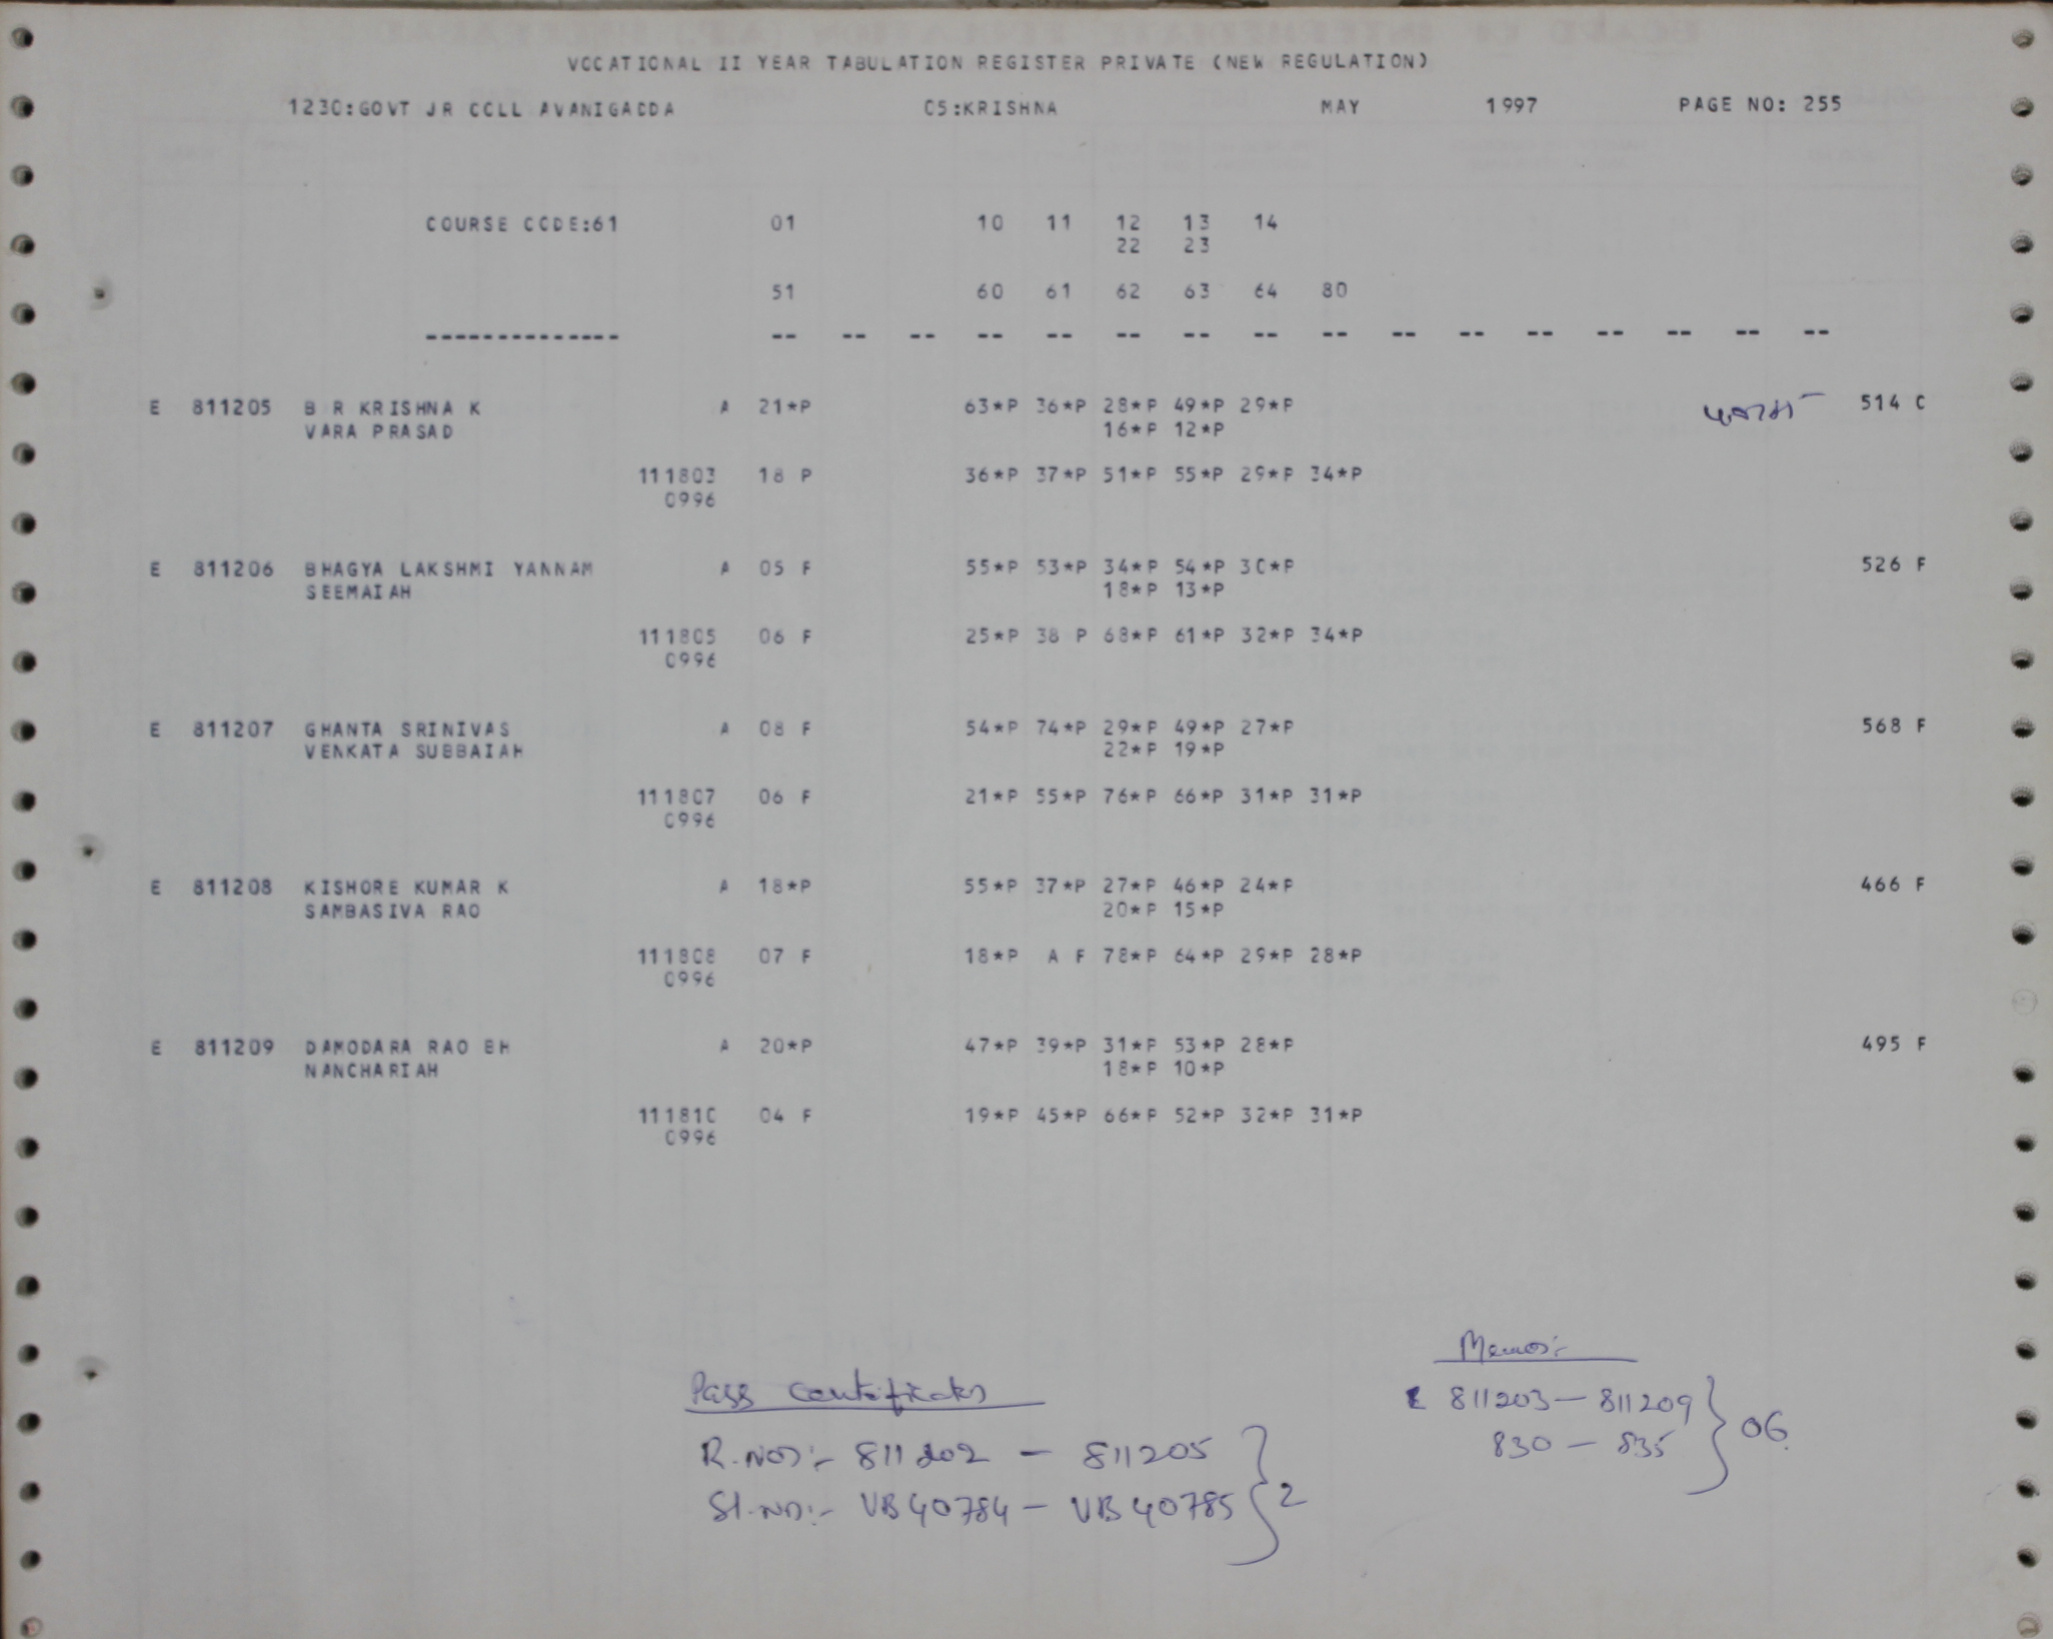 VOCATIONAL II YEAR TABULATION REGISTER PRIVATE (NEW REGULATION)
1230:GOVT JR COLL AVANIGADDA 05:KRISHNA MAY 1997 PAGE NO: 255
COURSE CODE:61 01 10 11 12 13 14
22 23
51 60 61 62 63 64 80
-------------- -- -- -- -- -- -- -- -- -- -- -- -- -- -- -- --
E 811205 B R KRISHNA K A 21*P 63*P 36*P 28*P 49*P 29*P 514 C
VARA PRASAD 16*P 12*P
111803 18 P 36*P 37*P 51*P 55*P 29*P 34*P
0996
E 811206 BHAGYA LAKSHMI YANNAM A 05 F 55*P 53*P 34*P 54*P 30*P 526 F
SEEMAIAH 18*P 13*P
111805 06 F 25*P 38 P 68*P 61*P 32*P 34*P
0996
E 811207 GHANTA SRINIVAS A 08 F 54*P 74*P 29*P 49*P 27*P 568 F
VENKATA SUBBAIAH 22*P 19*P
111807 06 F 21*P 55*P 76*P 66*P 31*P 31*P
0996
E 811208 KISHORE KUMAR K A 18*P 55*P 37*P 27*P 46*P 24*P 466 F
SAMBASIVA RAO 20*P 15*P
111808 07 F 18*P A F 78*P 64*P 29*P 28*P
0996
E 811209 DAMODARA RAO BH A 20*P 47*P 39*P 31*P 53*P 28*P 495 F
NANCHARIAH 18*P 10*P
111810 04 F 19*P 45*P 66*P 52*P 32*P 31*P
0996
Pass Certificates
R.Nos:- 811202 - 811205
Sl.No:- VB40784 - VB40785 } 2
Memos:-
811203 - 811209
830 - 835 } 06